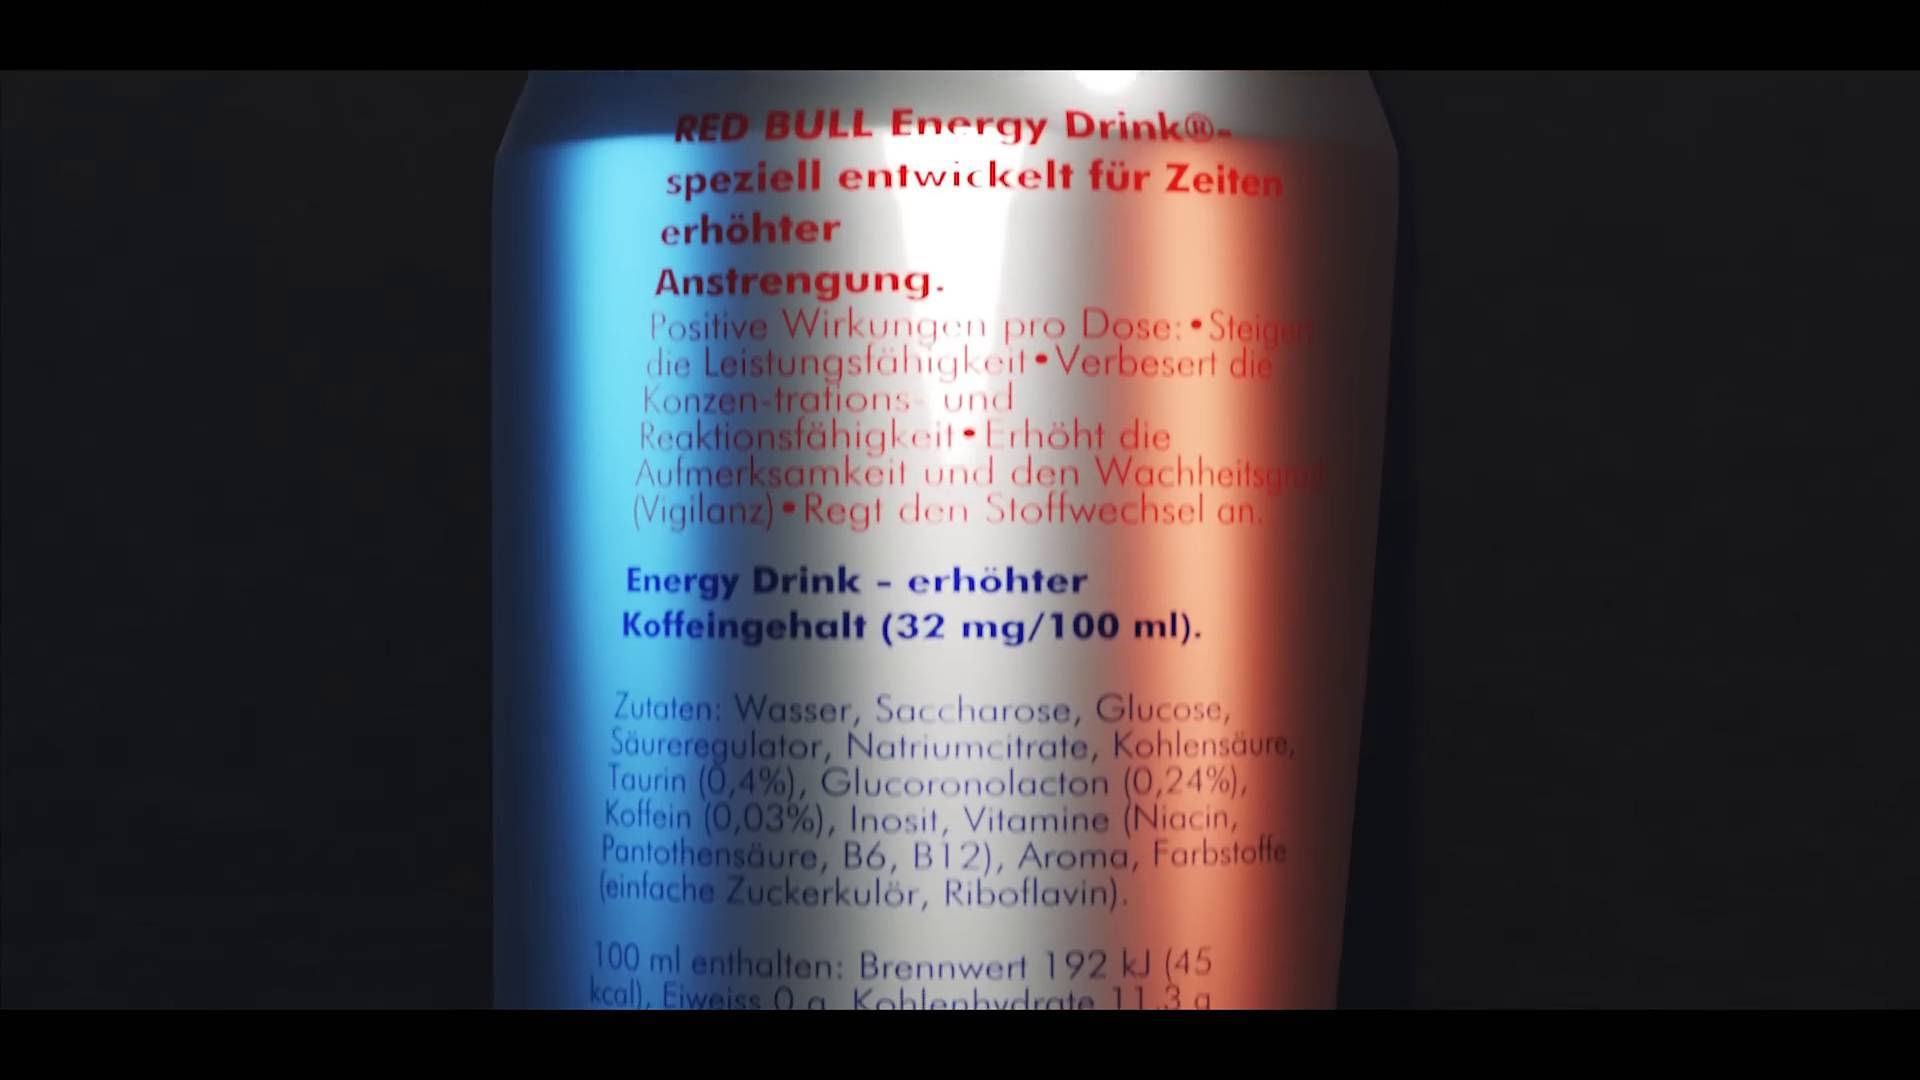 RED BULL Energy Drink®-
speziell entwickelt für Zeiten
erhöhter
Anstrengung.
Positive Wirkungen pro Dose: • Steigert
die Leistungsfähigkeit • Verbesert die
Konzen-trations- und
Reaktionsfähigkeit • Erhöht die
Aufmerksamkeit und den Wachheitsgrad
(Vigilanz) • Regt den Stoffwechsel an.
Energy Drink - erhöhter
Koffeingehalt (32 mg/100 ml).
Zutaten: Wasser, Saccharose, Glucose,
Säureregulator, Natriumcitrate, Kohlensäure,
Taurin (0,4%), Glucoronolacton (0,24%),
Koffein (0,03%), Inosit, Vitamine (Niacin,
Pantothensäure, B6, B12), Aroma, Farbstoffe
(einfache Zuckerkulör, Riboflavin).
100 ml enthalten: Brennwert 192 kJ (45
kcal), Eiweiss 0 g, Kohlenhydrate 11,3 g